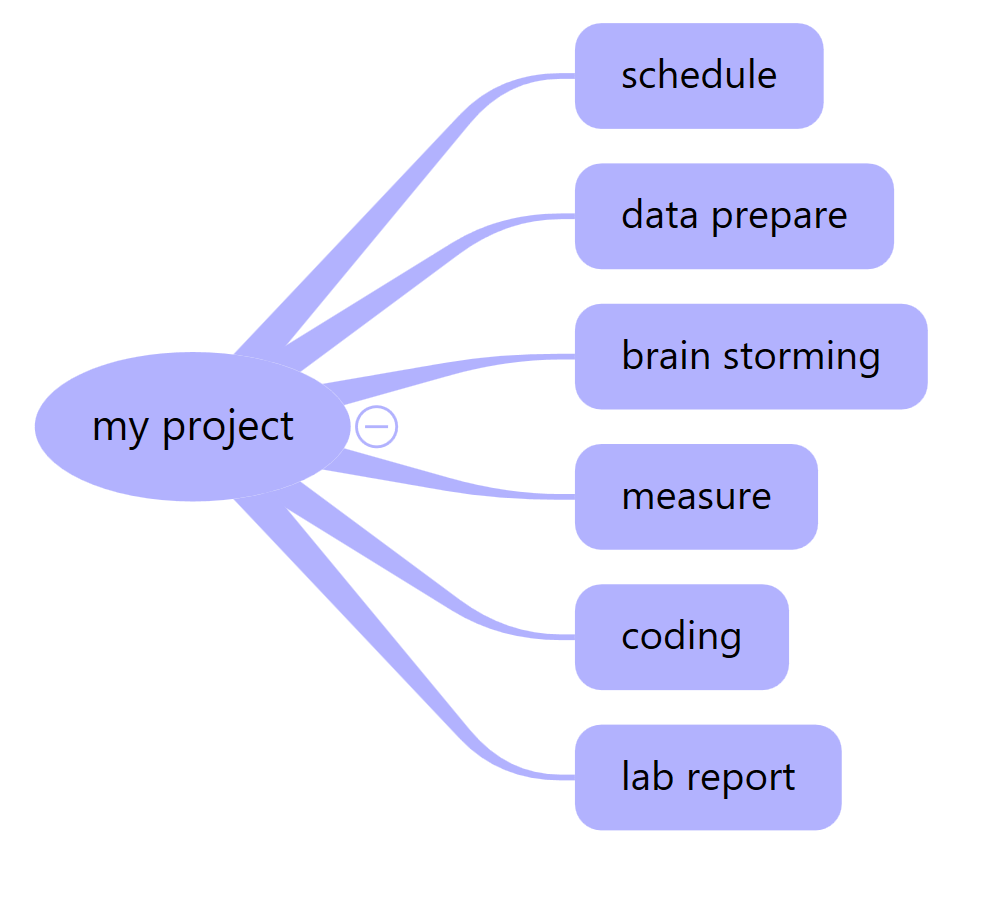 schedule
data prepare
brain storming
my project
measure
coding
lab report